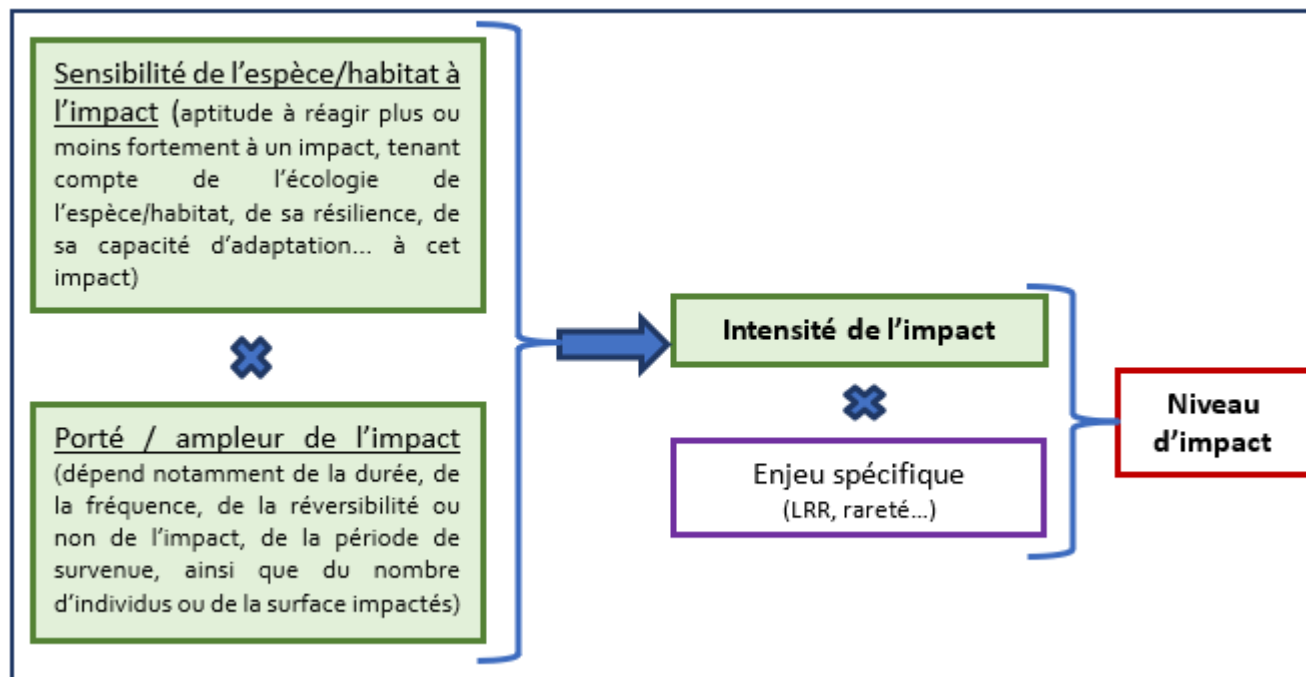 Sensibilité de l'espèce/habitat à
l'impact (aptitude à réagir plus ou
moins fortement à un impact, tenant
compte de l'écologie de
l'espèce/habitat, de sa résilience, de
sa capacité d'adaptation... à cet
impact)
Porté / ampleur de l'impact
(dépend notamment de la durée, de
la fréquence, de la réversibilité ou
non de l'impact, de la période de
survenue, ainsi que du nombre
d'individus ou de la surface impactés)
Intensité de l'impact
Enjeu spécifique
(LRR, rareté...)
Niveau
d'impact